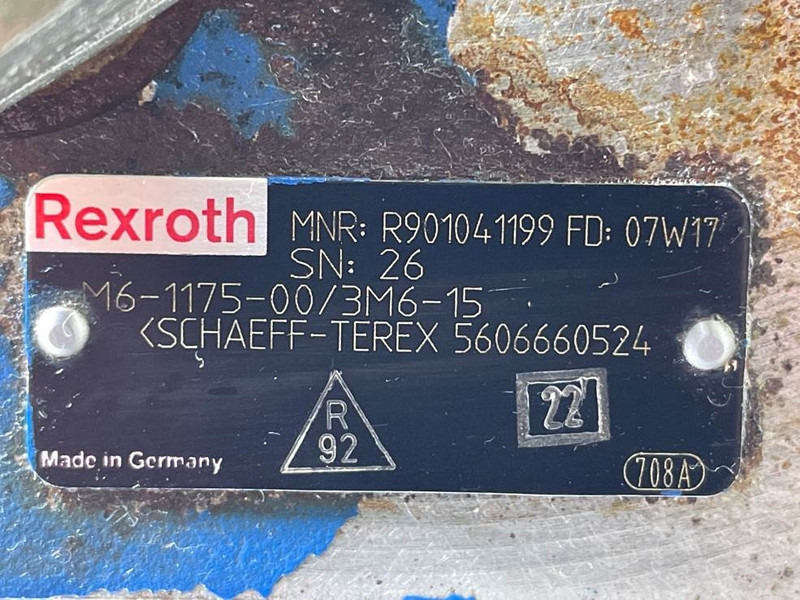 Rexroth
MNR: R901041199 FD: 07W17
SN: 26
M6-1175-00/3M6-15
<SCHAEFF-TEREX 5606660524
R
92
22
Made in Germany
708A